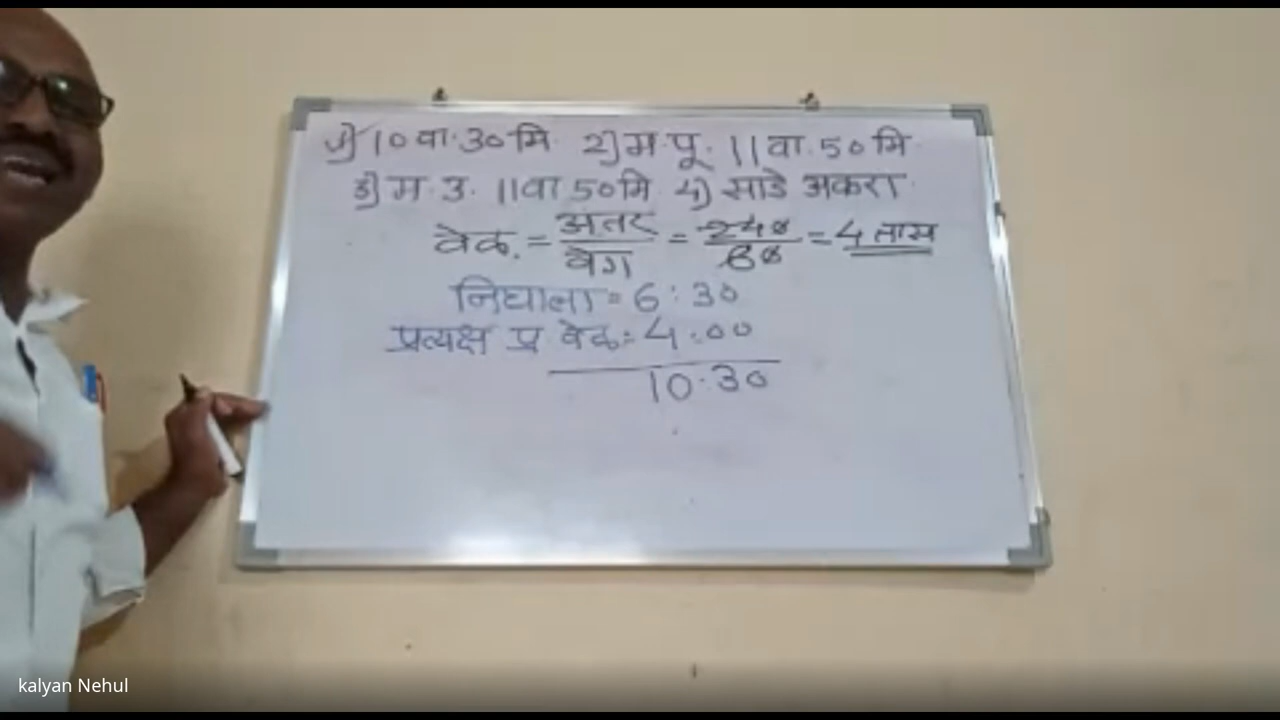 1) 10 वा. 30 मि. 2) म.पू. 11 वा. 50 मि.
3) म.उ. 11 वा 50 मि 4) साडे अकरा.
वेळ. = अंतर / वेग = 240 / 60 = 4 तास
निघाला = 6:30
प्रत्यक्ष प्र वेळ = 4:00
10:30
kalyan Nehul